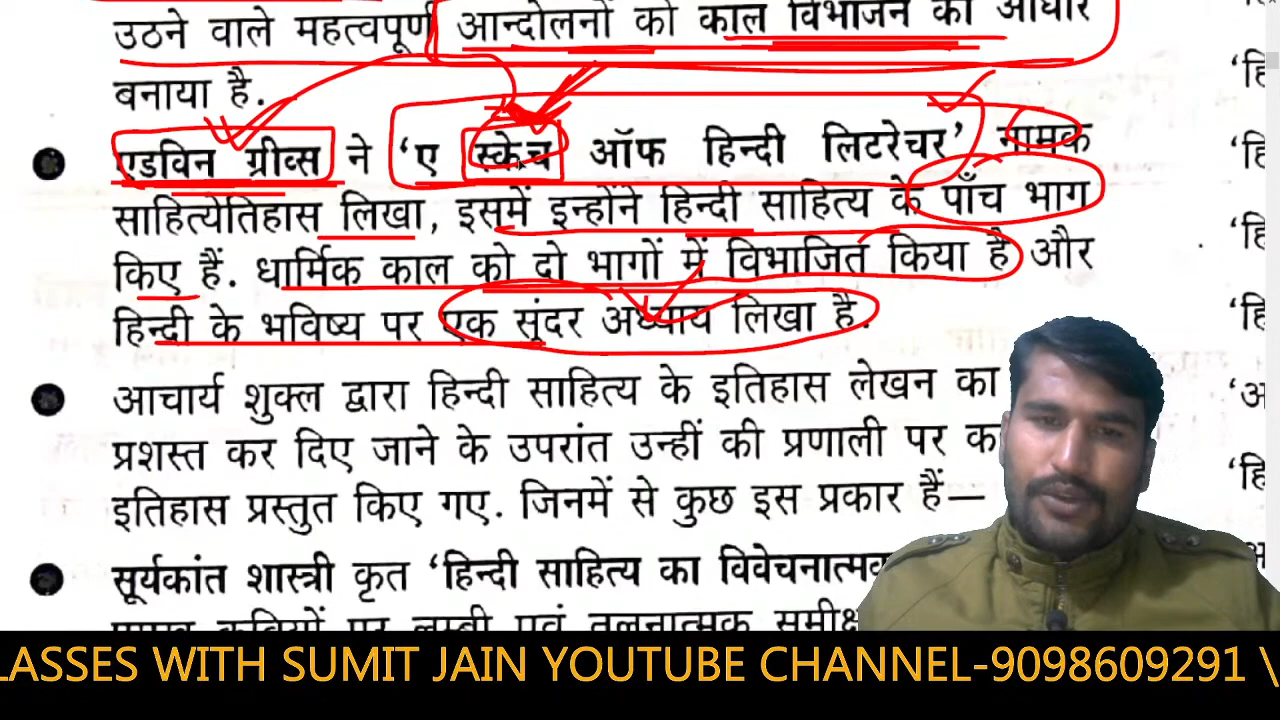 उठने वाले महत्वपूर्ण आन्दोलनों को काल विभाजन का आधार
बनाया है.
एडविन ग्रीव्स ने ‘ए स्केच ऑफ हिन्दी लिटरेचर’ नामक
साहित्येतिहास लिखा, इसमें इन्होंने हिन्दी साहित्य के पाँच भाग
किए हैं. धार्मिक काल को दो भागों में विभाजित किया है और
हिन्दी के भविष्य पर एक सुंदर अध्याय लिखा है.
आचार्य शुक्ल द्वारा हिन्दी साहित्य के इतिहास लेखन का
प्रशस्त कर दिए जाने के उपरांत उन्हीं की प्रणाली पर
इतिहास प्रस्तुत किए गए. जिनमें से कुछ इस प्रकार हैं—
सूर्यकांत शास्त्री कृत ‘हिन्दी साहित्य का
LASSES WITH SUMIT JAIN YOUTUBE CHANNEL-9098609291 \